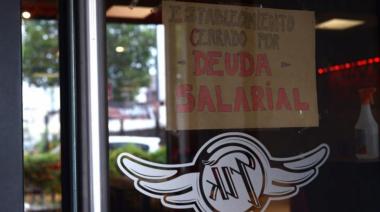 ESTABLECIMIENTO
CERRADO POR
DEUDA
SALARIAL